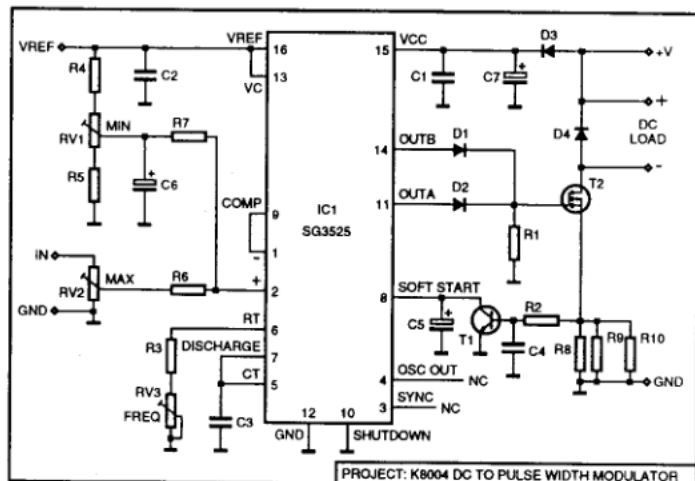 VREF
VREF
16
15
VCC
D3
+V
R4
C2
13
VC
C1
C7
+
+
DC
LOAD
-
MIN
RV1
R7
D4
OUTB
D1
14
T2
R5
+
C6
COMP
9
IC1
SG3525
OUTA
D2
11
1
-
R1
iN
MAX
RV2
R6
+
2
SOFT START
8
GND
RT
6
+
C5
T1
R2
C4
R8
R9
R10
R3
DISCHARGE
7
OSC OUT
4
NC
GND
CT
5
SYNC
3
NC
RV3
FREQ
C3
12
10
GND
SHUTDOWN
PROJECT: K8004 DC TO PULSE WIDTH MODULATOR